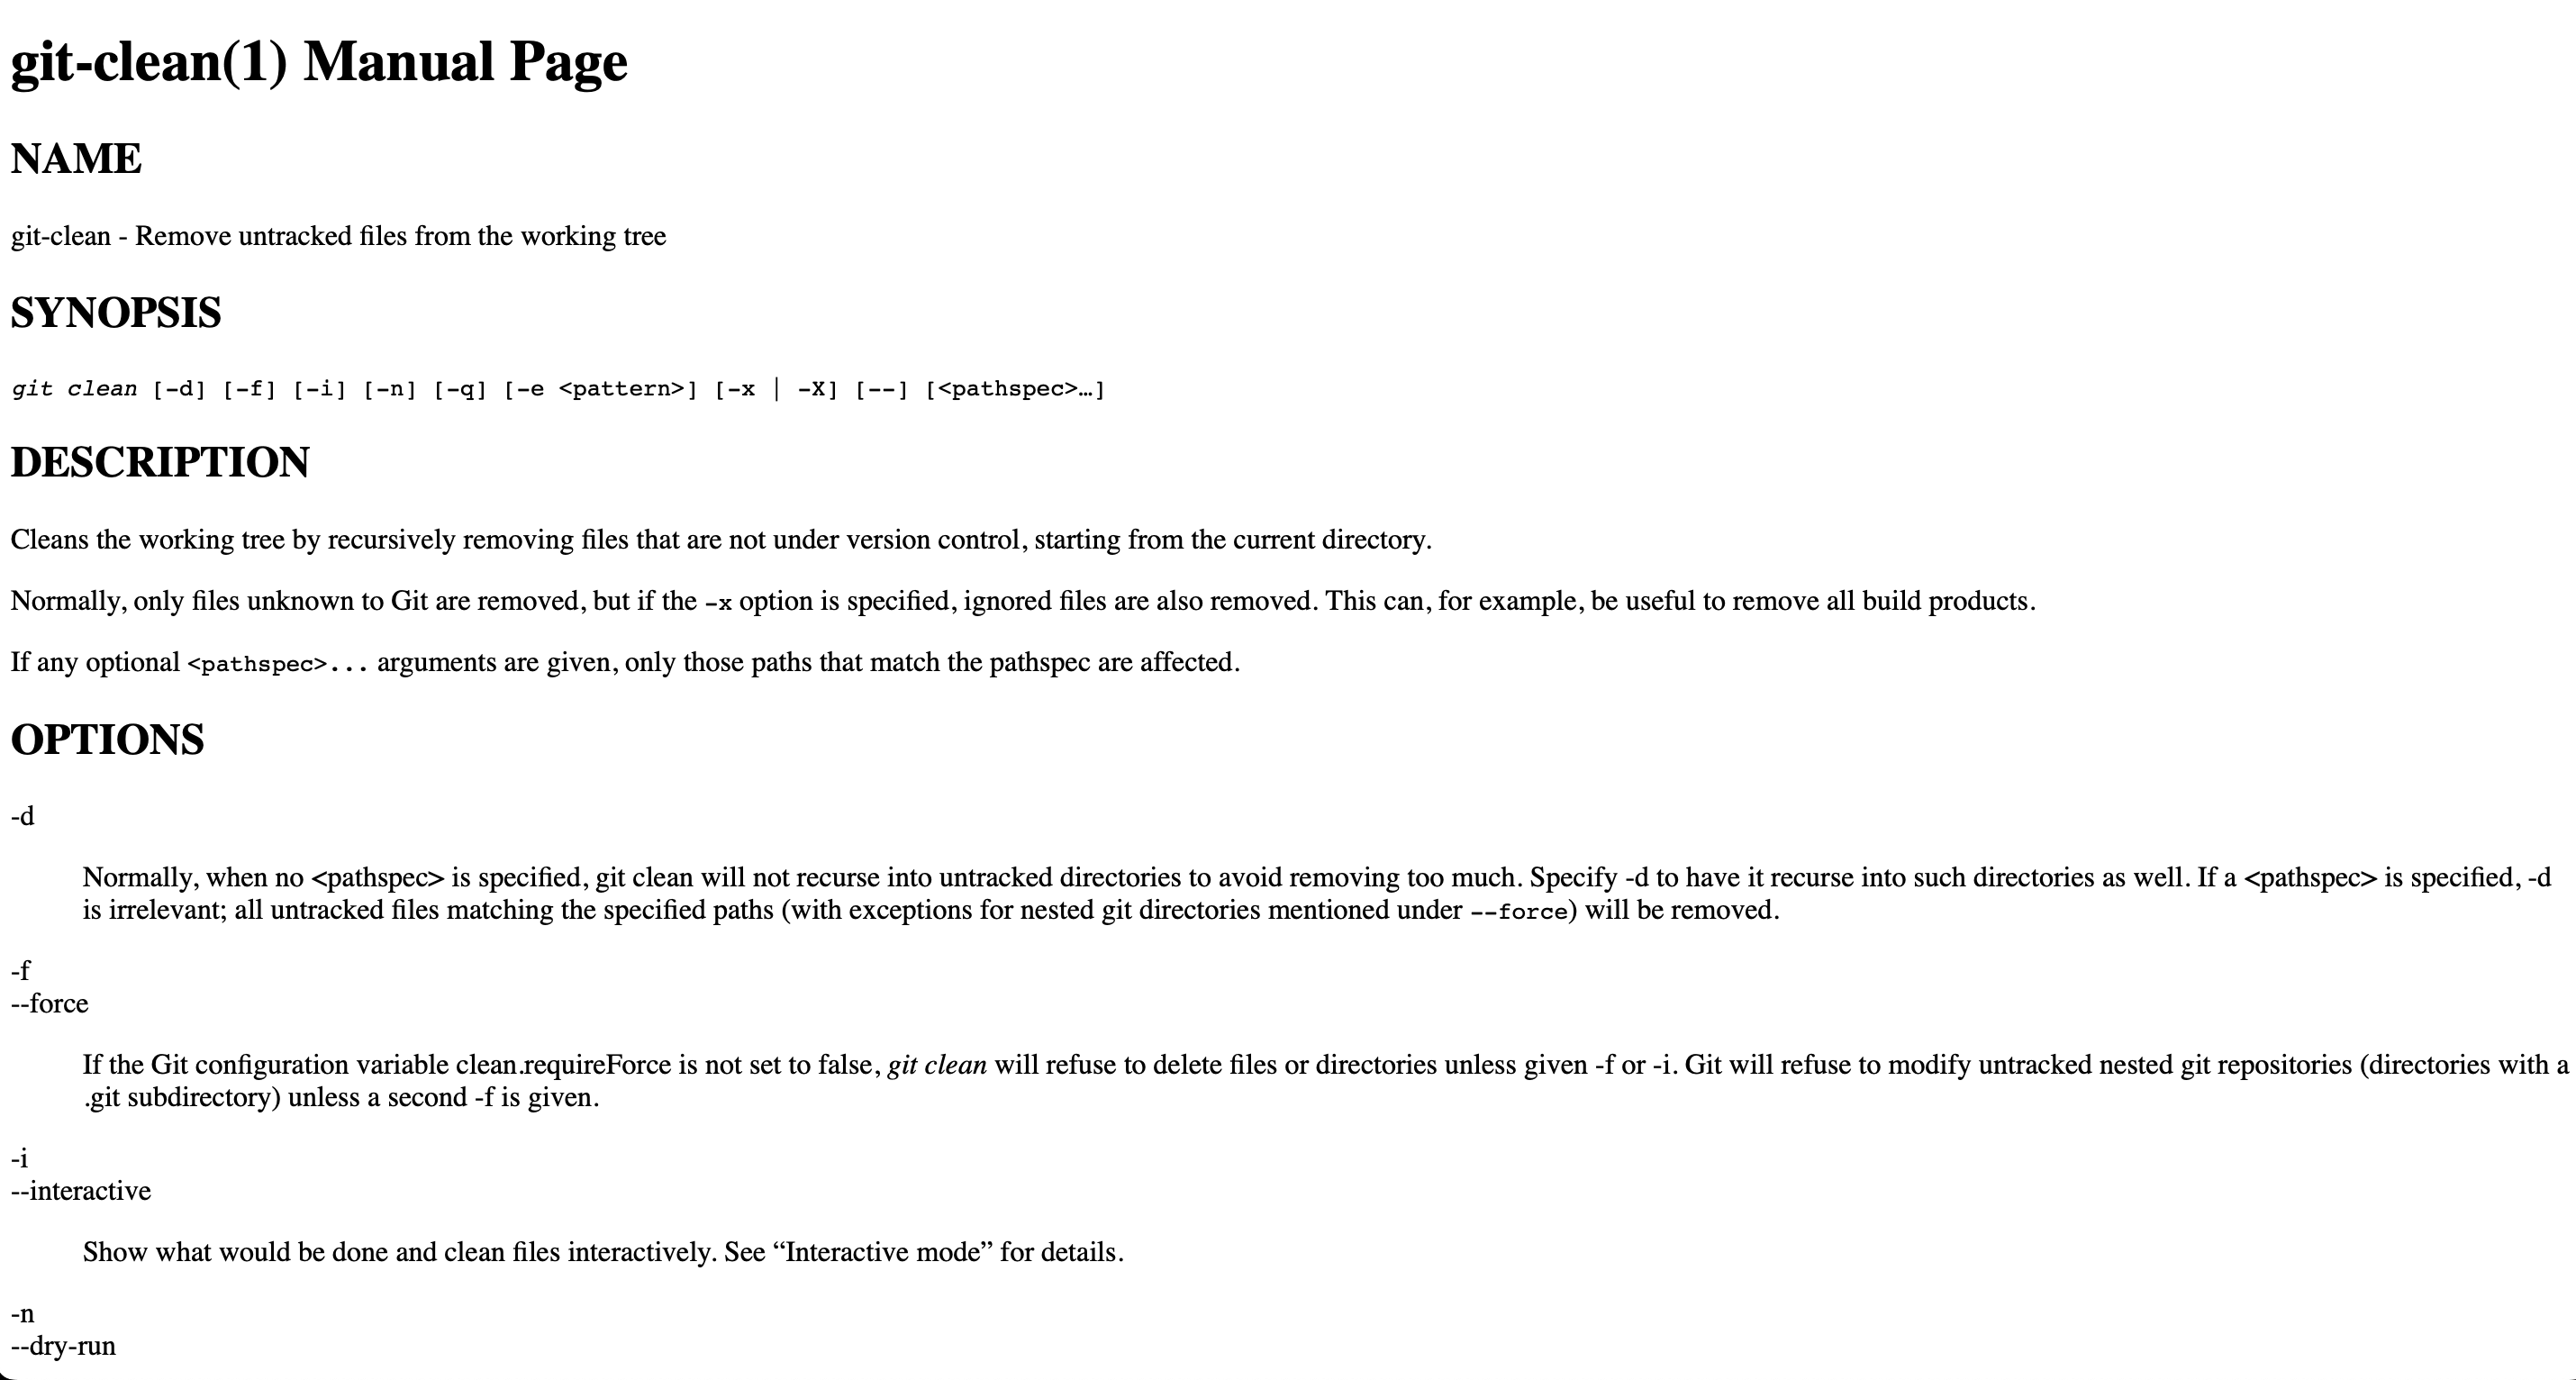 git-clean(1) Manual Page
NAME
git-clean - Remove untracked files from the working tree
SYNOPSIS
git clean [-d] [-f] [-i] [-n] [-q] [-e <pattern>] [-x | -X] [--] [<pathspec>…]
DESCRIPTION
Cleans the working tree by recursively removing files that are not under version control, starting from the current directory.
Normally, only files unknown to Git are removed, but if the -x option is specified, ignored files are also removed. This can, for example, be useful to remove all build products.
If any optional <pathspec>... arguments are given, only those paths that match the pathspec are affected.
OPTIONS
-d
Normally, when no <pathspec> is specified, git clean will not recurse into untracked directories to avoid removing too much. Specify -d to have it recurse into such directories as well. If a <pathspec> is specified, -d
is irrelevant; all untracked files matching the specified paths (with exceptions for nested git directories mentioned under --force) will be removed.
-f
--force
If the Git configuration variable clean.requireForce is not set to false, git clean will refuse to delete files or directories unless given -f or -i. Git will refuse to modify untracked nested git repositories (directories with a
.git subdirectory) unless a second -f is given.
-i
--interactive
Show what would be done and clean files interactively. See “Interactive mode” for details.
-n
--dry-run